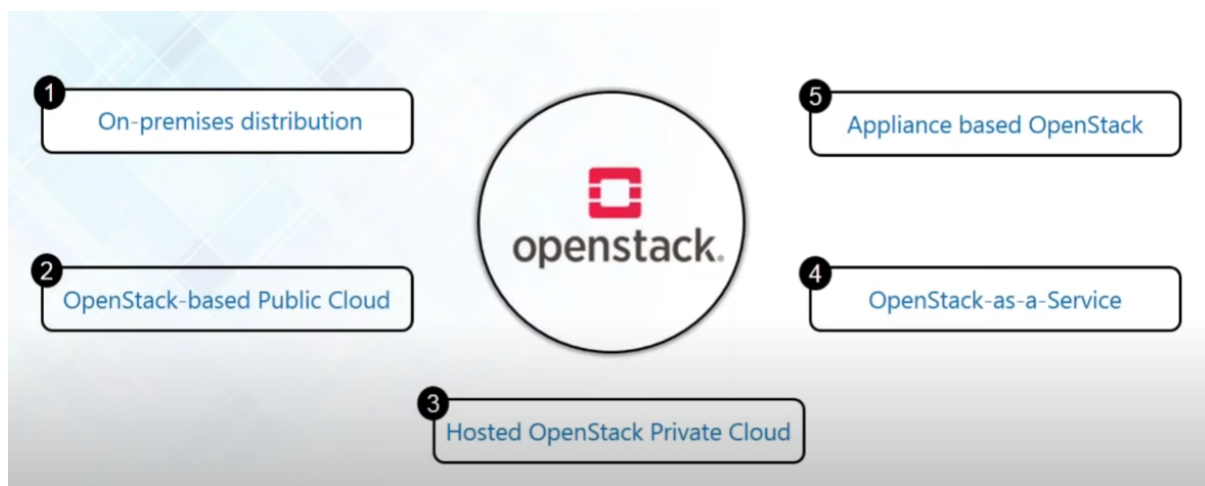 1
On-premises distribution
2
OpenStack-based Public Cloud
3
Hosted OpenStack Private Cloud
4
OpenStack-as-a-Service
5
Appliance based OpenStack
openstack.